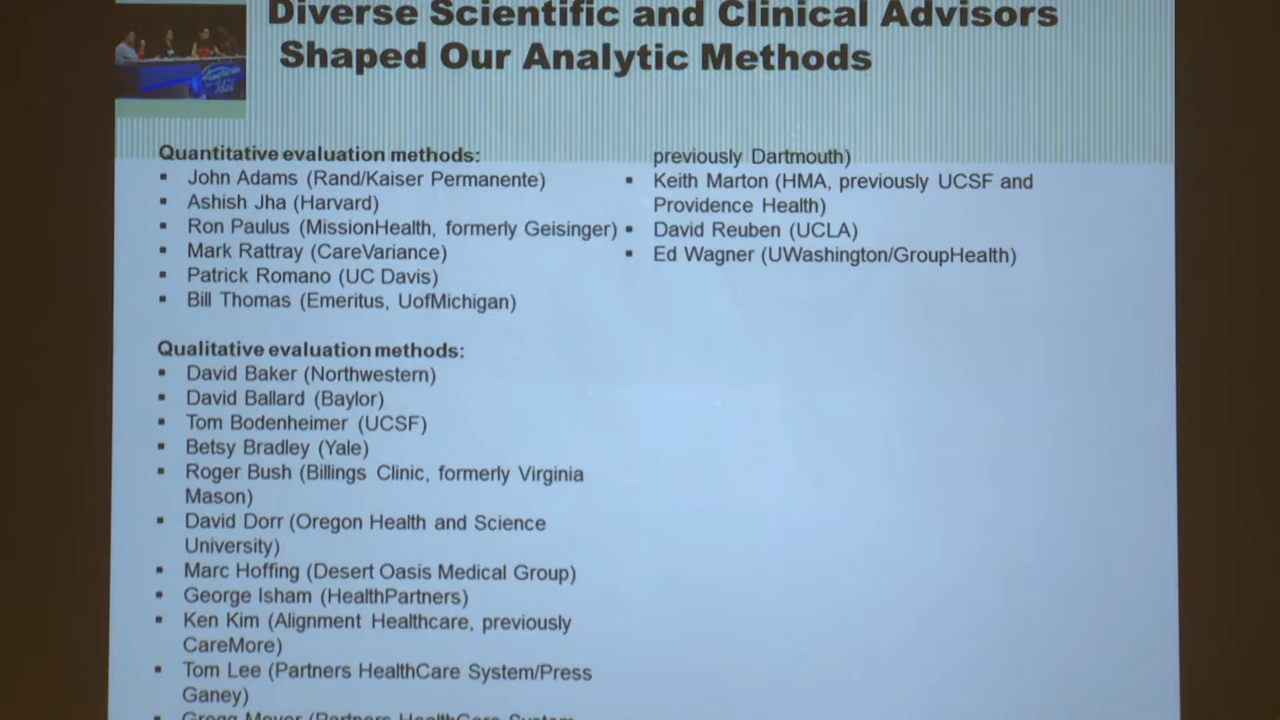 Diverse Scientific and Clinical Advisors
Shaped Our Analytic Methods
Quantitative evaluation methods:
▪ John Adams (Rand/Kaiser Permanente)
▪ Ashish Jha (Harvard)
▪ Ron Paulus (MissionHealth, formerly Geisinger)
▪ Mark Rattray (CareVariance)
▪ Patrick Romano (UC Davis)
▪ Bill Thomas (Emeritus, UofMichigan)
Qualitative evaluation methods:
▪ David Baker (Northwestern)
▪ David Ballard (Baylor)
▪ Tom Bodenheimer (UCSF)
▪ Betsy Bradley (Yale)
▪ Roger Bush (Billings Clinic, formerly Virginia
Mason)
▪ David Dorr (Oregon Health and Science
University)
▪ Marc Hoffing (Desert Oasis Medical Group)
▪ George Isham (HealthPartners)
▪ Ken Kim (Alignment Healthcare, previously
CareMore)
▪ Tom Lee (Partners HealthCare System/Press
Ganey)
▪ Gregg Meyer (Partners HealthCare System,
previously Dartmouth)
▪ Keith Marton (HMA, previously UCSF and
Providence Health)
▪ David Reuben (UCLA)
▪ Ed Wagner (UWashington/GroupHealth)